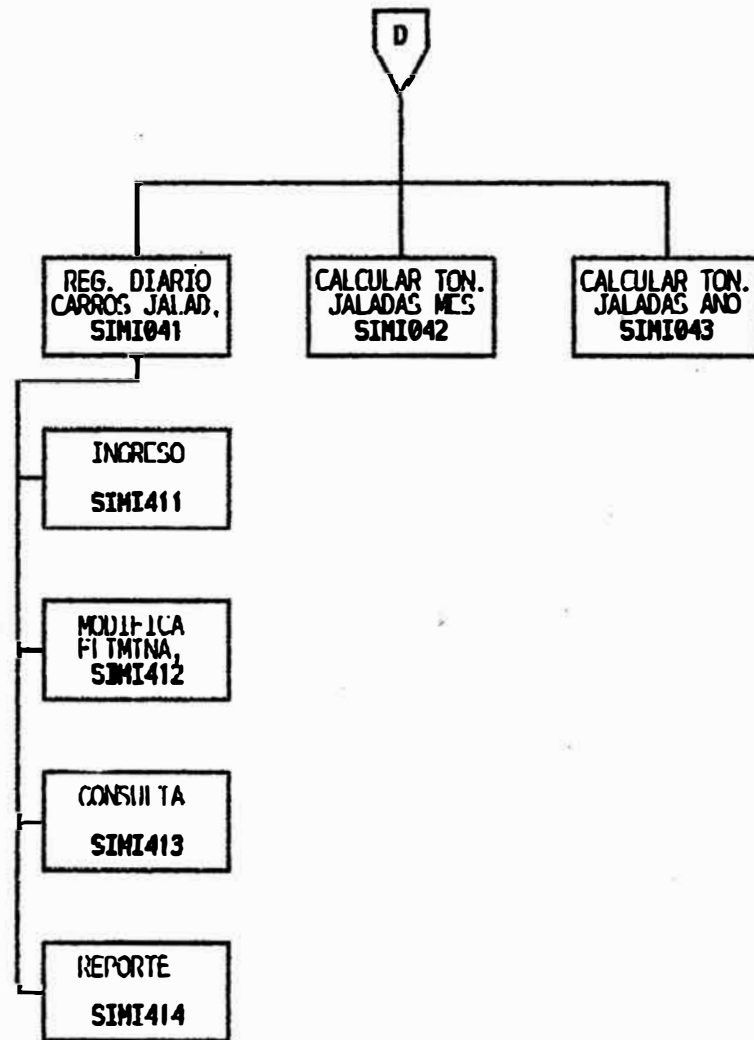 D
REG. DIARIO
CARROS JALAD.
SIMI041
CALCULAR TON.
JALADAS MES
SIMI042
CALCULAR TON.
JALADAS ANO
SIMI043
INGRESO
SIMI411
MODIFICA
ELIMINA,
SIMI412
CONSULTA
SIMI413
REPORTE
SIMI414